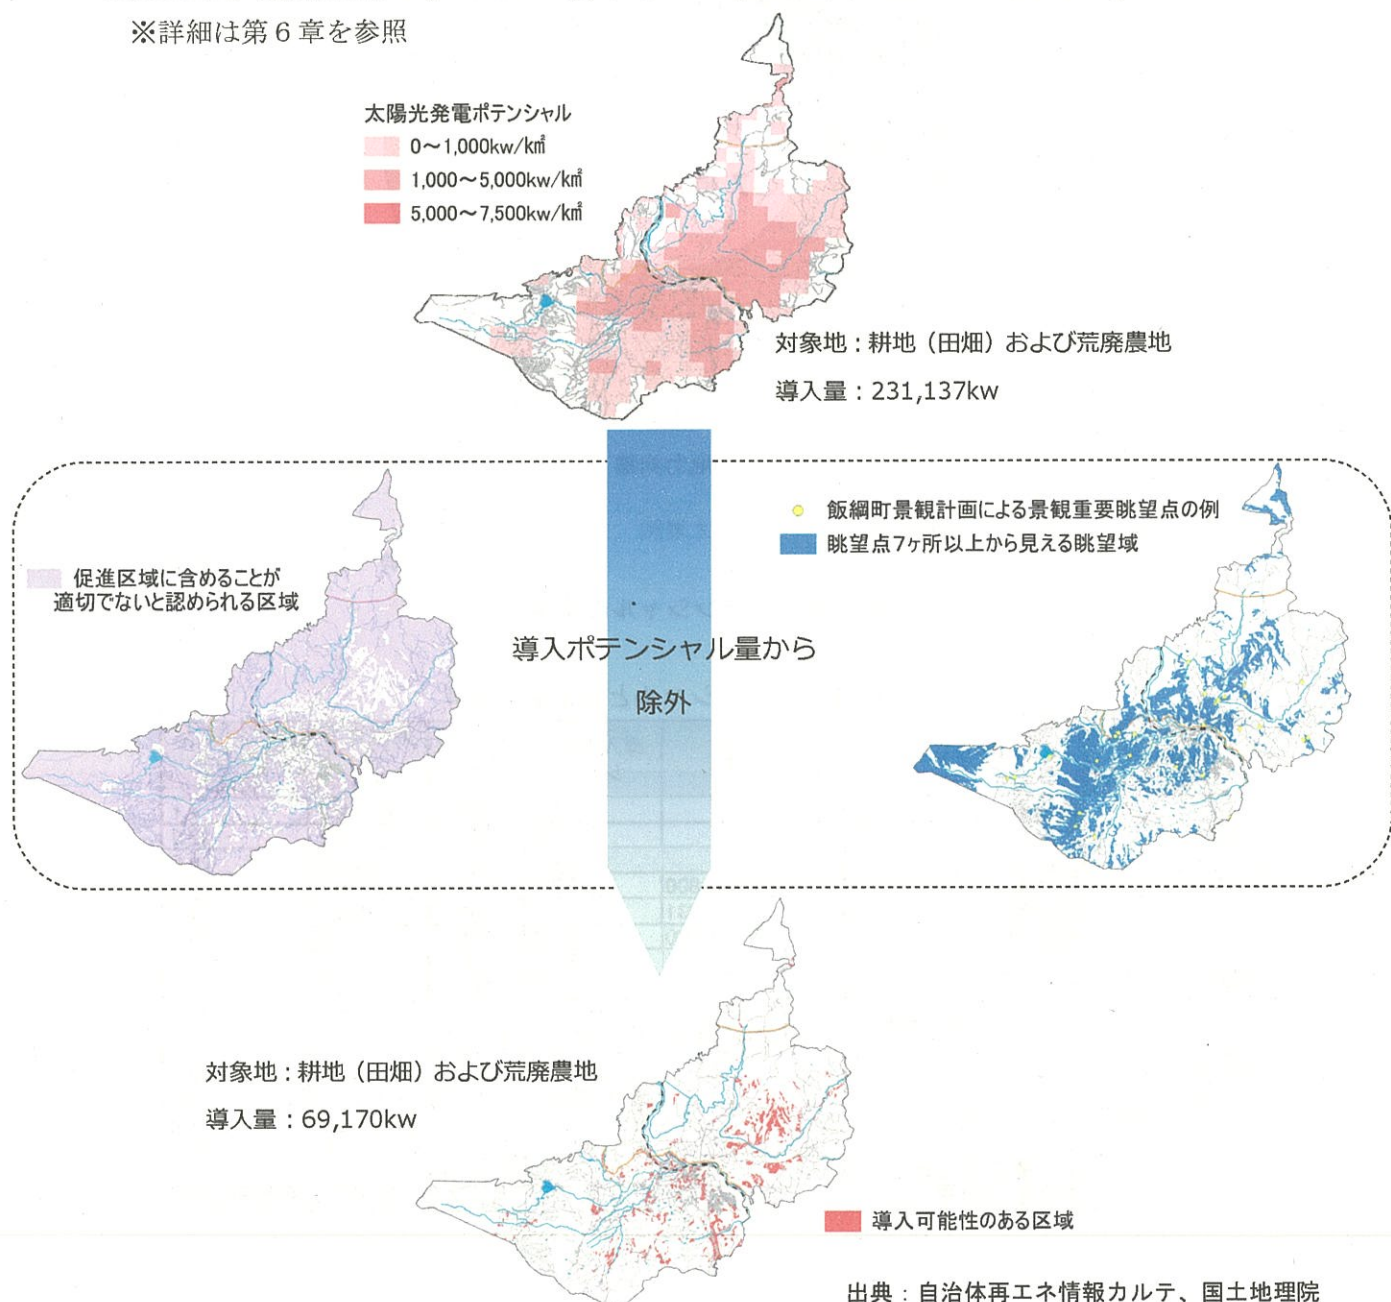 ※詳細は第6章を参照
太陽光発電ポテンシャル
0～1,000kw/k㎡
1,000～5,000kw/k㎡
5,000～7,500kw/k㎡
対象地：耕地（田畑）および荒廃農地
導入量：231,137kw
促進区域に含めることが
適切でないと認められる区域
導入ポテンシャル量から
除外
飯綱町景観計画による景観重要眺望点の例
眺望点7ヶ所以上から見える眺望域
対象地：耕地（田畑）および荒廃農地
導入量：69,170kw
導入可能性のある区域
出典：自治体再エネ情報カルテ、国土地理院